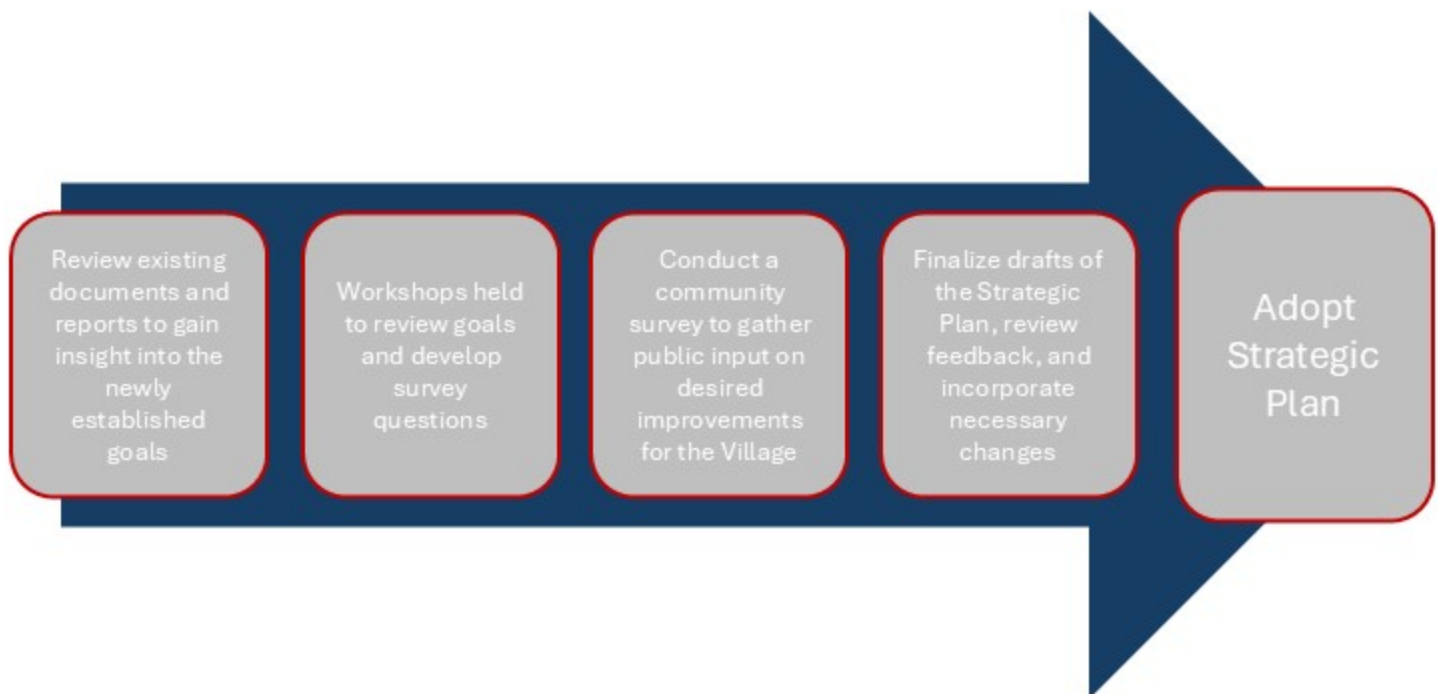 Review existing
documents and
reports to gain
insight into the
newly
established
goals
Workshops held
to review goals
and develop
survey
questions
Conduct a
community
survey to gather
public input on
desired
improvements
for the Village
Finalize drafts of
the Strategic
Plan, review
feedback, and
incorporate
necessary
changes
Adopt
Strategic
Plan